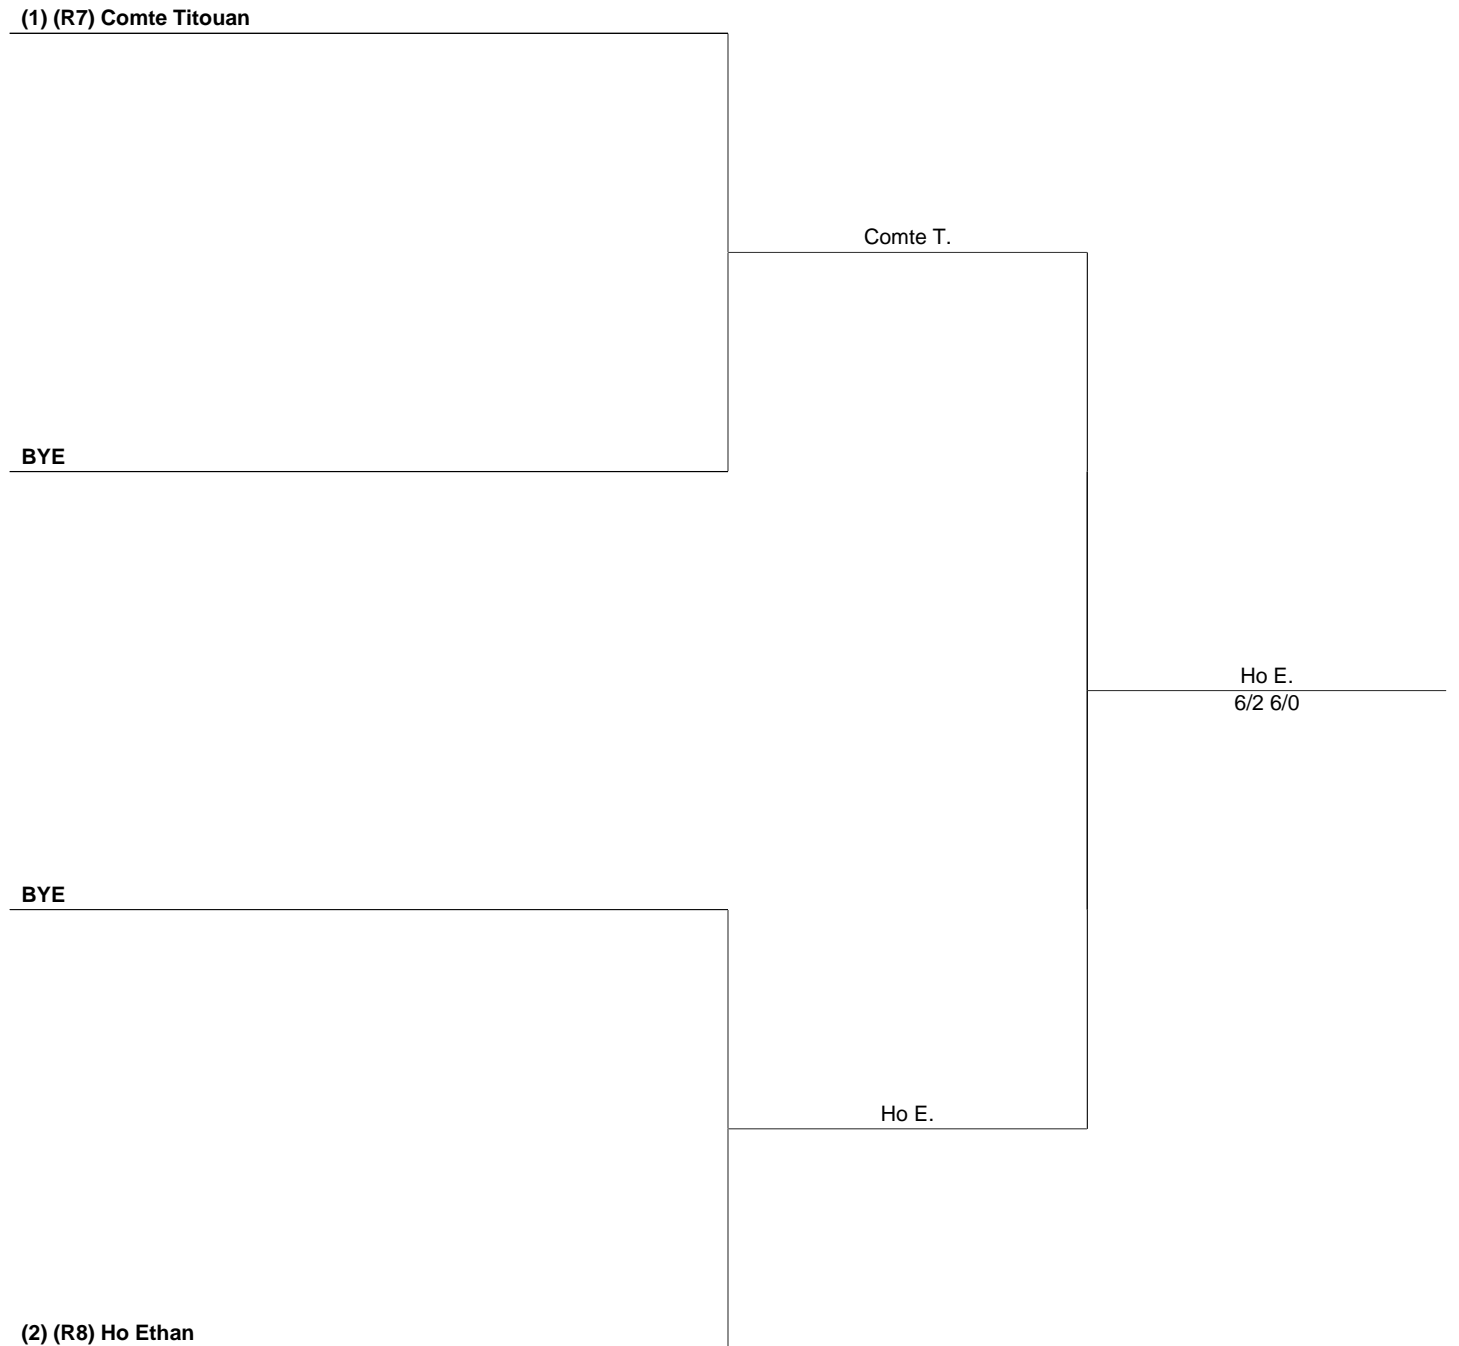 (1) (R7) Comte Titouan
Comte T.
BYE
Ho E.
6/2 6/0
BYE
Ho E.
(2) (R8) Ho Ethan